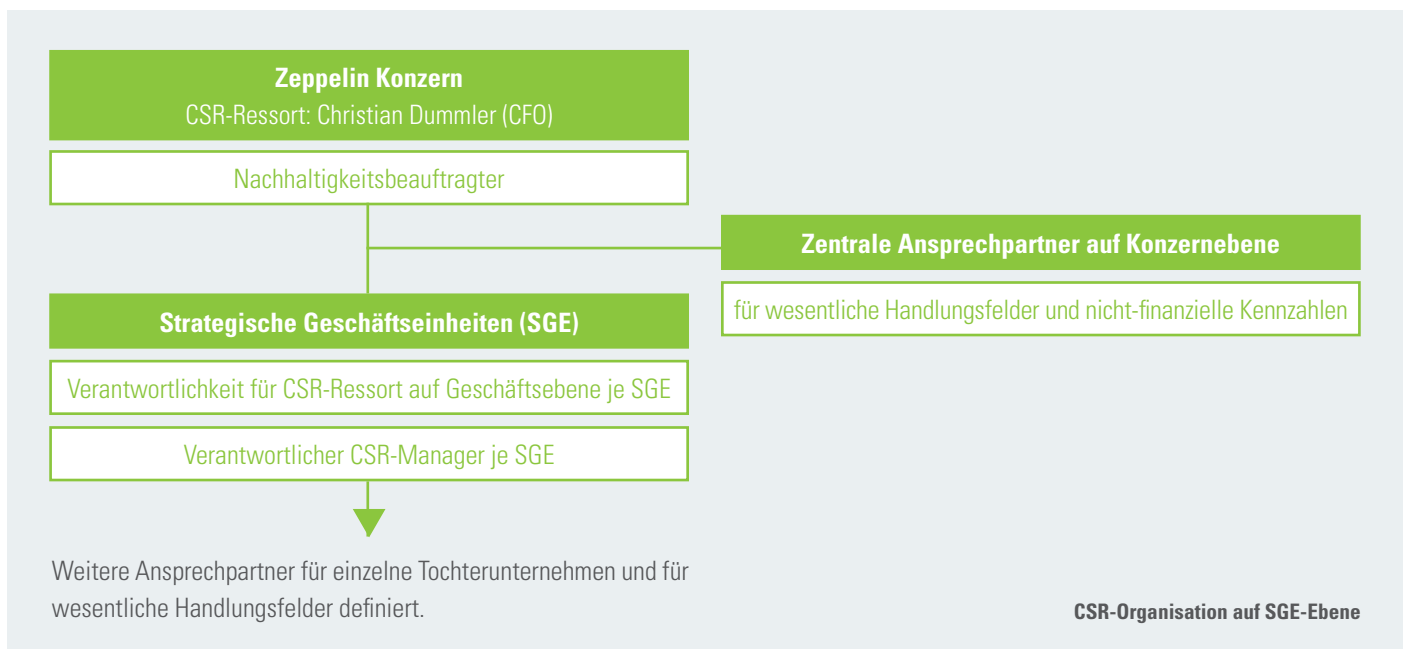 Zeppelin Konzern
CSR-Ressort: Christian Dummler (CFO)
Nachhaltigkeitsbeauftragter
Zentrale Ansprechpartner auf Konzernebene
für wesentliche Handlungsfelder und nicht-finanzielle Kennzahlen
Strategische Geschäftseinheiten (SGE)
Verantwortlichkeit für CSR-Ressort auf Geschäftsebene je SGE
Verantwortlicher CSR-Manager je SGE
Weitere Ansprechpartner für einzelne Tochterunternehmen und für
wesentliche Handlungsfelder definiert.
CSR-Organisation auf SGE-Ebene